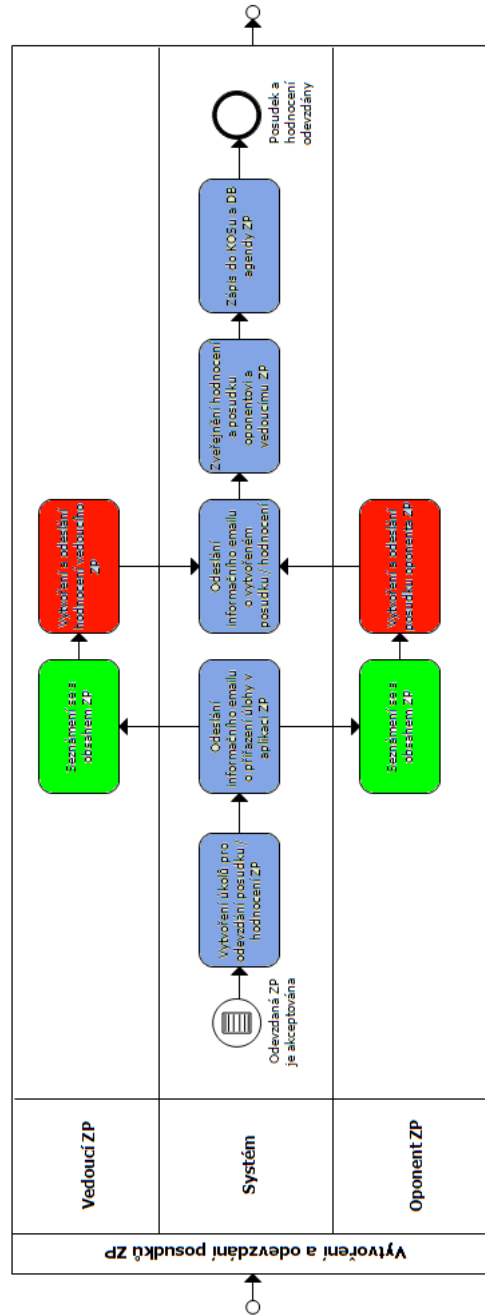 Vytvoření a odevzdání posudků ZP
Vedoucí ZP
Systém
Oponent ZP
Seznámení se s
obsahem ZP
Vytvoření a odeslání
hodnocení vedoucího
ZP
Odevzdaná ZP
je akceptována
Vytvoření úkolů pro
odevzdání posudku /
hodnocení ZP
Odeslání
informačního emailu
o přiřazení úlohy v
aplikaci ZP
Odeslání
informačního emailu
o vytvořeném
posudku / hodnocení
Zveřejnění hodnocení
a posudku
oponentovi a
vedoucímu ZP
Zápis do KOSu a DB
agendy ZP
Posudek a
hodnocení
odevzdány
Seznámení se s
obsahem ZP
Vytvoření a odeslání
posudku oponenta ZP